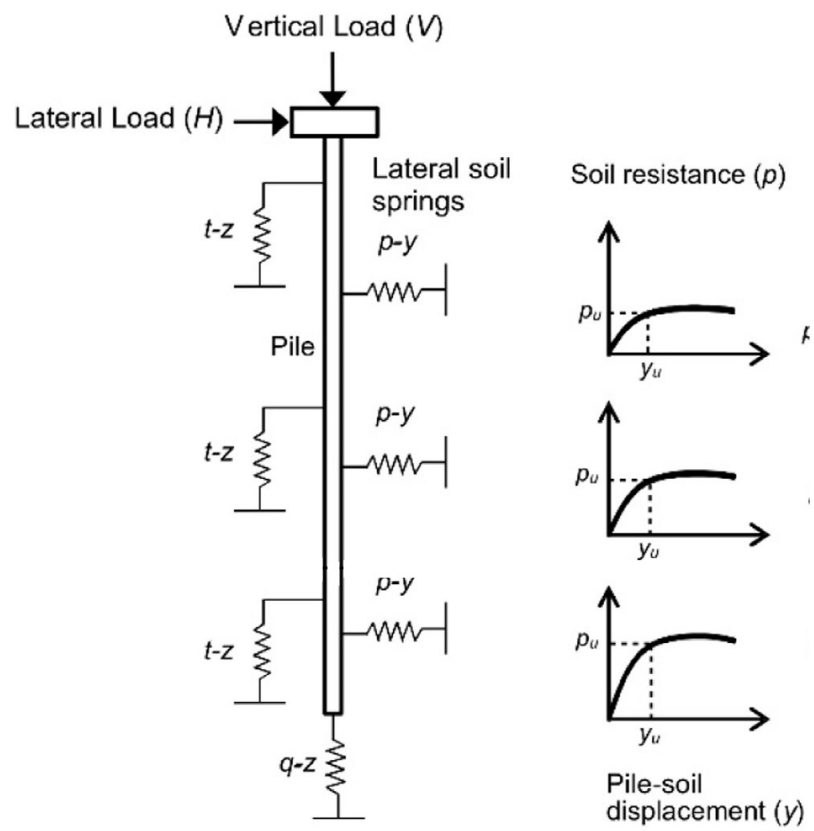 Vertical Load (V)
Lateral Load (H)
Lateral soil
springs
Soil resistance (p)
t-z
p-y
pu
yu
Pile
t-z
p-y
pu
yu
t-z
p-y
pu
yu
q-z
Pile-soil
displacement (y)